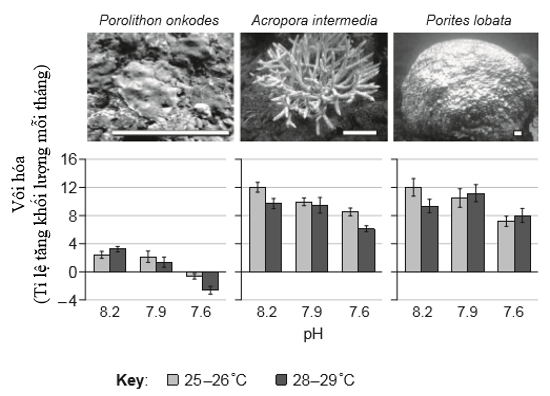 Porolithon onkodes Acropora intermedia Porites lobata
Vôi hóa
(Tỉ lệ tăng khối lượng mỗi tháng)
16
12
8
4
0
−4
8.2 7.9 7.6 8.2 7.9 7.6 8.2 7.9 7.6
pH
Key: 25–26˚C 28–29˚C